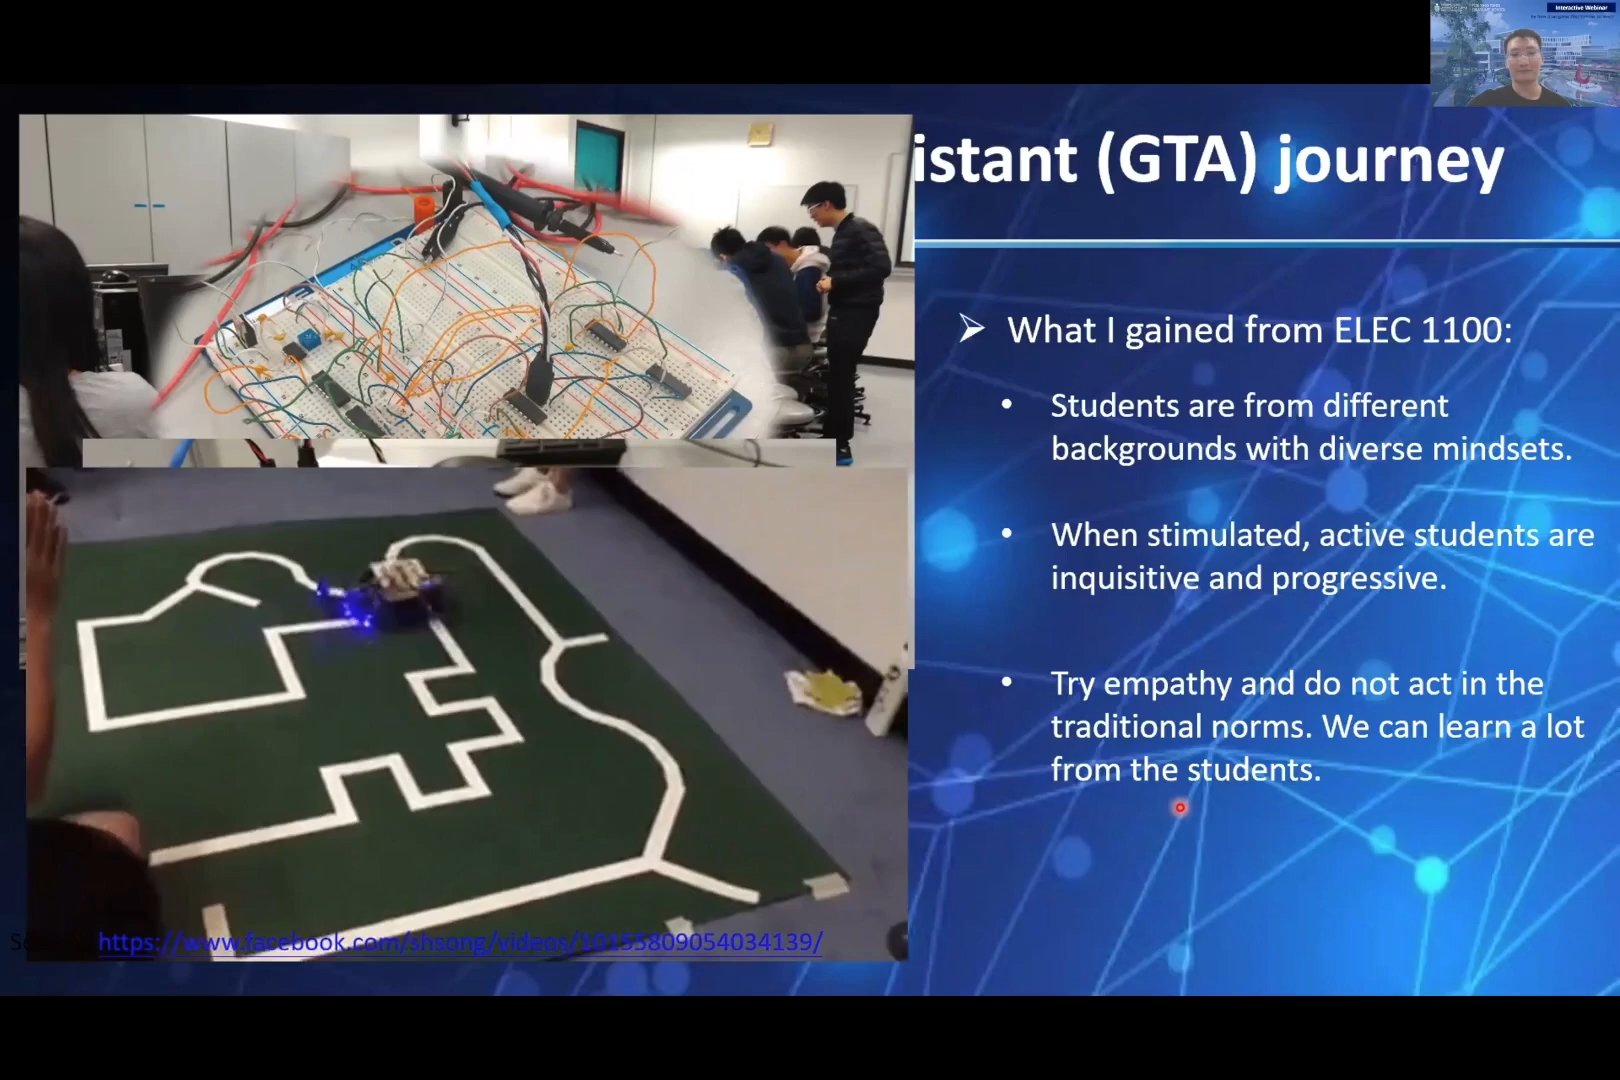 Interactive Webinar
istant (GTA) journey
What I gained from ELEC 1100:
Students are from different
backgrounds with diverse mindsets.
When stimulated, active students are
inquisitive and progressive.
Try empathy and do not act in the
traditional norms. We can learn a lot
from the students.
https://www.facebook.com/shsong/videos/10155809054034139/